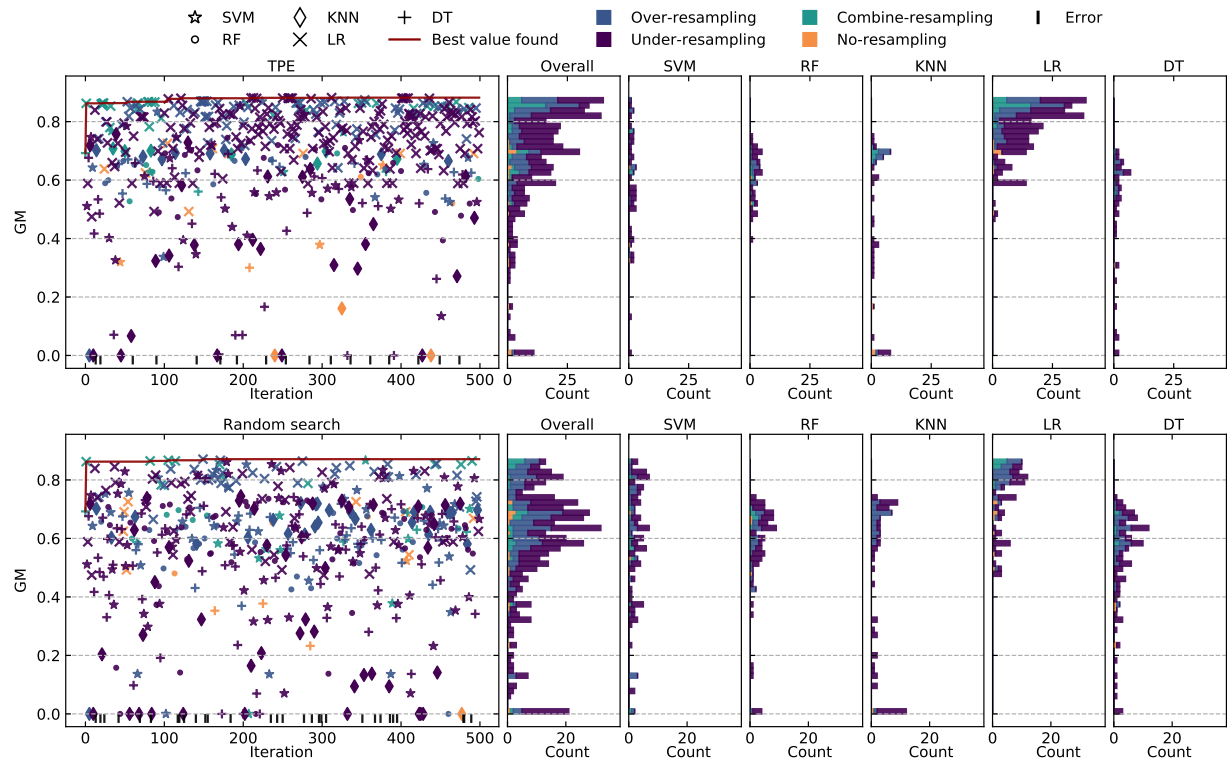 SVM KNN DT Over-resampling Combine-resampling Error
RF LR Best value found Under-resampling No-resampling
TPE Overall SVM RF KNN LR DT
GM
0.8
0.6
0.4
0.2
0.0
0 100 200 300 400 500 0 25 0 25 0 25 0 25 0 25 0 25
Iteration Count Count Count Count Count Count
Random search Overall SVM RF KNN LR DT
GM
0.8
0.6
0.4
0.2
0.0
0 100 200 300 400 500 0 20 0 20 0 20 0 20 0 20 0 20
Iteration Count Count Count Count Count Count